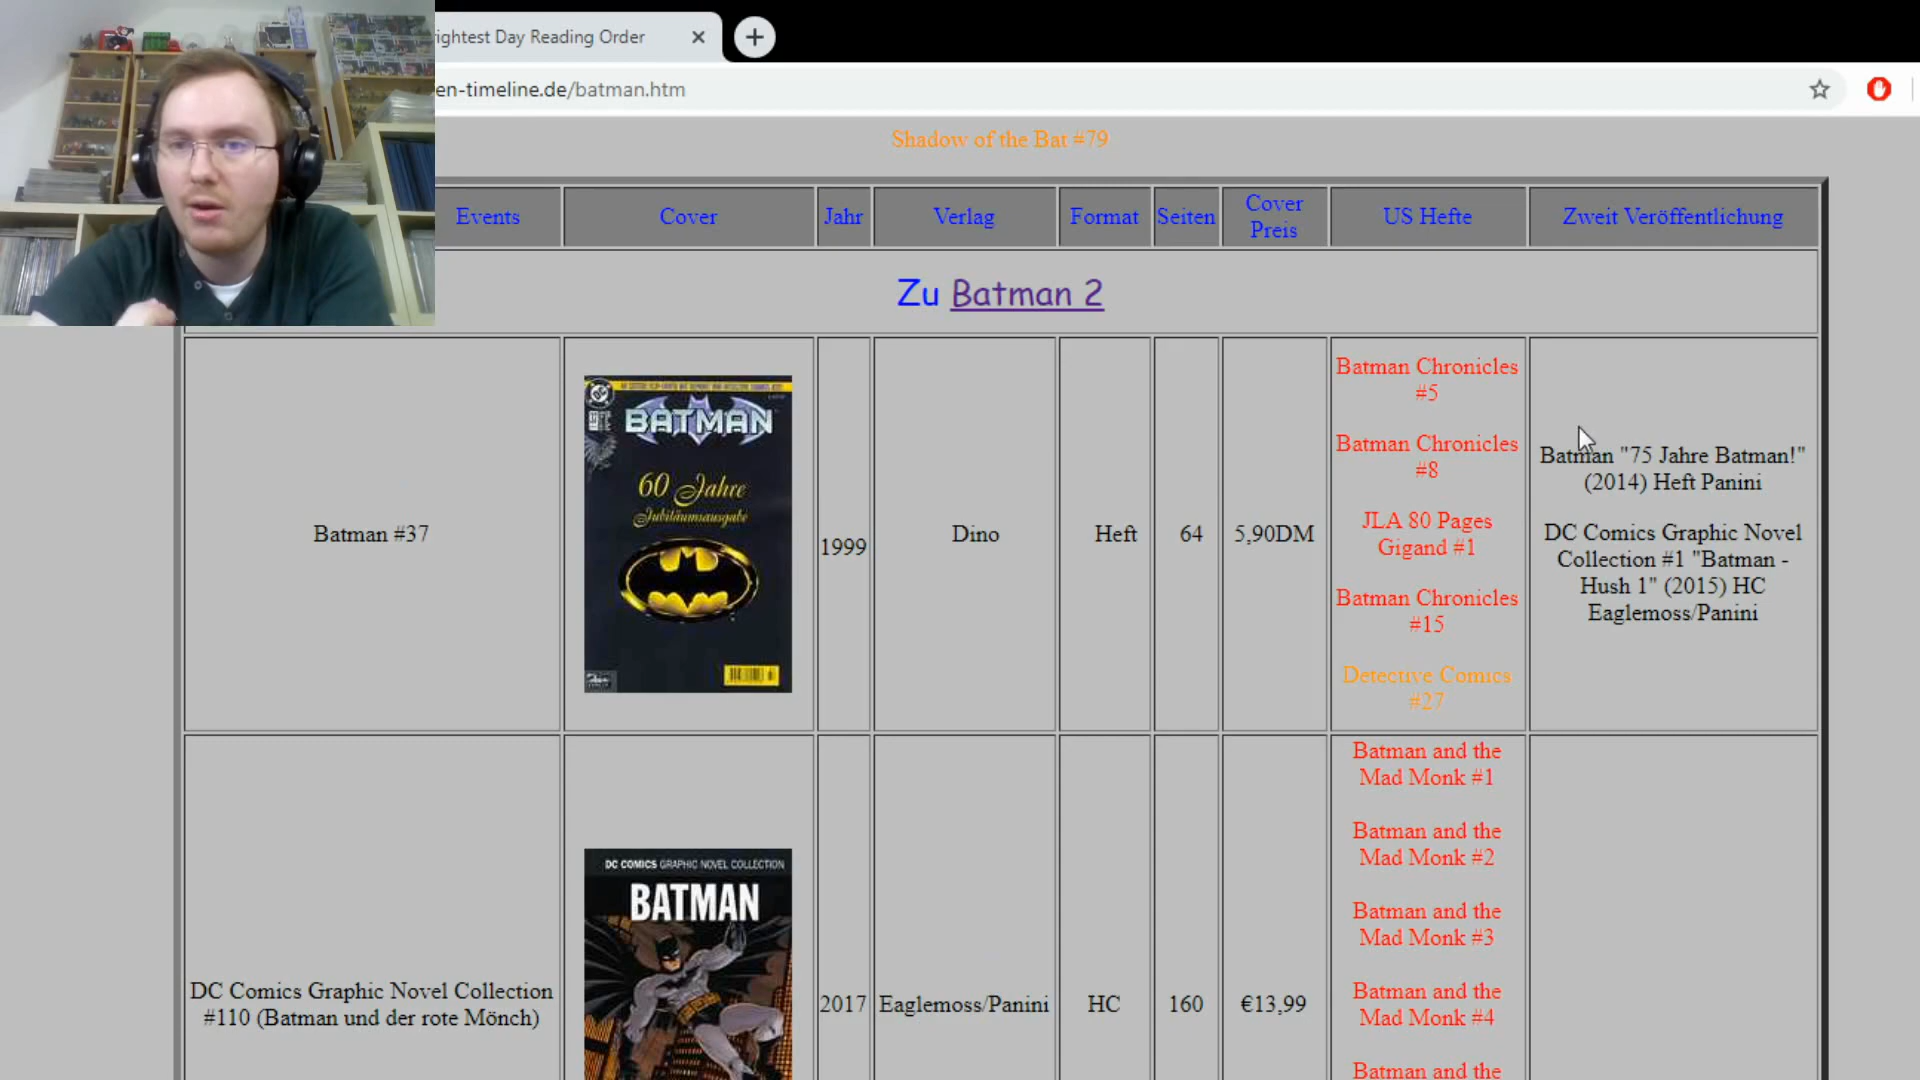 ightest Day Reading Order
en-timeline.de/batman.htm
Shadow of the Bat #79
Events
Cover
Jahr
Verlag
Format
Seiten
Cover
Preis
US Hefte
Zweit Veröffentlichung
Zu Batman 2
Batman #37
BATMAN
60 Jahre
Jubiläumsausgabe
1999
Dino
Heft
64
5,90DM
Batman Chronicles
#5
Batman Chronicles
#8
JLA 80 Pages
Gigand #1
Batman Chronicles
#15
Detective Comics
#27
Batman "75 Jahre Batman!"
(2014) Heft Panini
DC Comics Graphic Novel
Collection #1 "Batman -
Hush 1" (2015) HC
Eaglemoss/Panini
DC Comics Graphic Novel Collection
#110 (Batman und der rote Mönch)
DC COMICS GRAPHIC NOVEL COLLECTION
BATMAN
2017
Eaglemoss/Panini
HC
160
€13,99
Batman and the
Mad Monk #1
Batman and the
Mad Monk #2
Batman and the
Mad Monk #3
Batman and the
Mad Monk #4
Batman and the